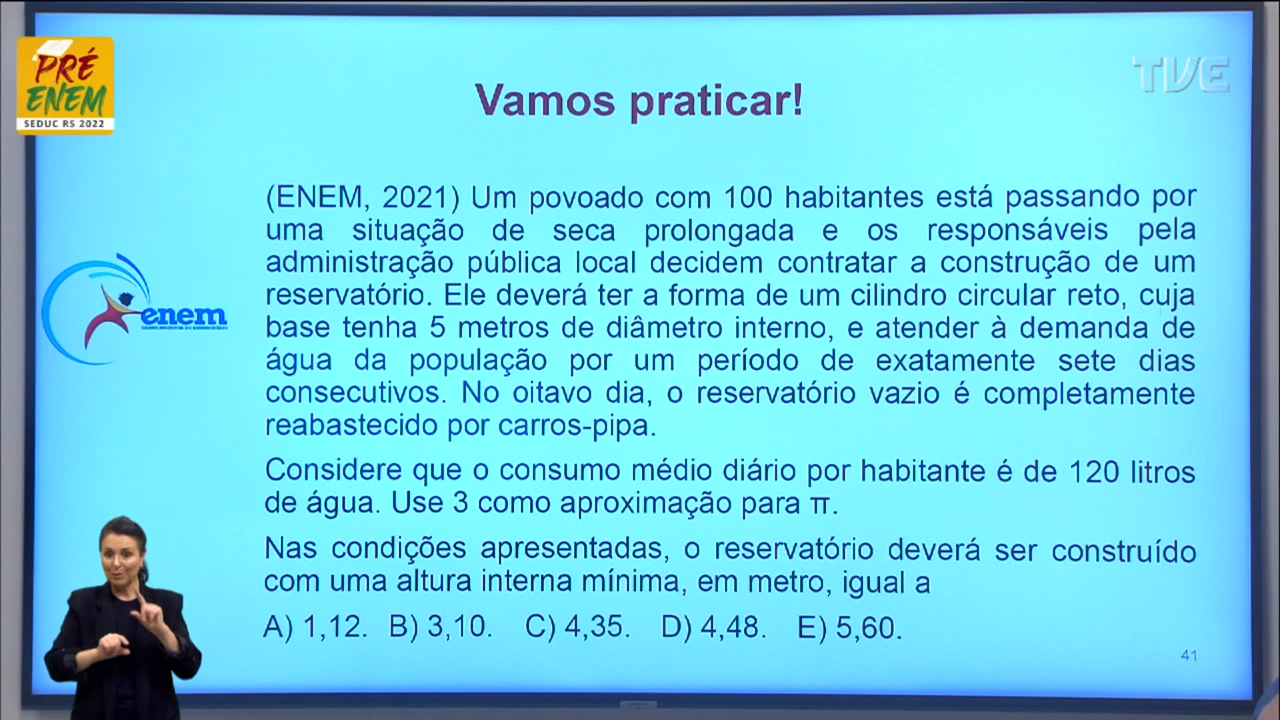 PRÉ
ENEM
SEDUC RS 2022
TVE
Vamos praticar!
(ENEM, 2021) Um povoado com 100 habitantes está passando por
uma situação de seca prolongada e os responsáveis pela
administração pública local decidem contratar a construção de um
reservatório. Ele deverá ter a forma de um cilindro circular reto, cuja
base tenha 5 metros de diâmetro interno, e atender à demanda de
água da população por um período de exatamente sete dias
consecutivos. No oitavo dia, o reservatório vazio é completamente
reabastecido por carros-pipa.
enem
Considere que o consumo médio diário por habitante é de 120 litros
de água. Use 3 como aproximação para π.
Nas condições apresentadas, o reservatório deverá ser construído
com uma altura interna mínima, em metro, igual a
A) 1,12. B) 3,10. C) 4,35. D) 4,48. E) 5,60.
41